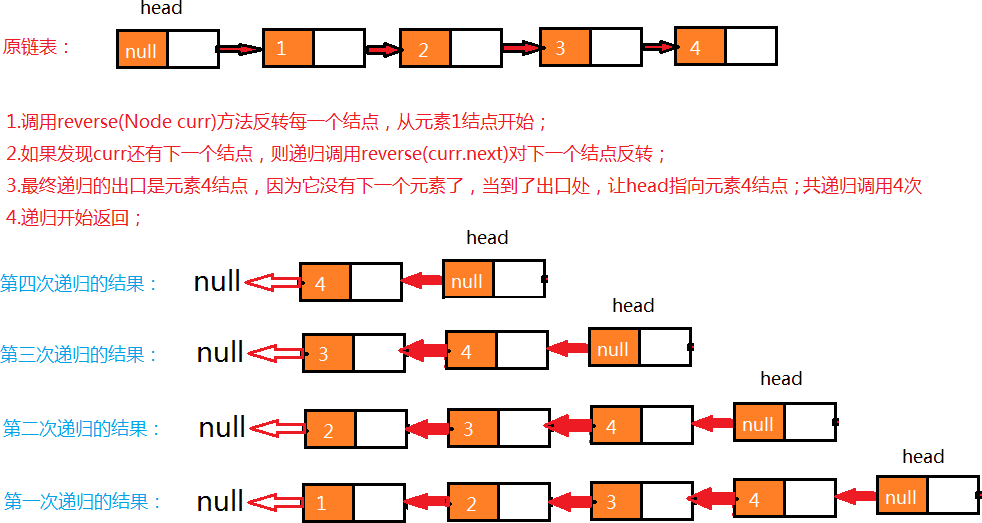 head
原链表： null 1 2 3 4
1.调用reverse(Node curr)方法反转每一个结点，从元素1结点开始；
2.如果发现curr还有下一个结点，则递归调用reverse(curr.next)对下一个结点反转；
3.最终递归的出口是元素4结点，因为它没有下一个元素了，当到了出口处，让head指向元素4结点；共递归调用4次
4.递归开始返回；
head
第四次递归的结果： null 4 null
head
第三次递归的结果： null 3 4 null
head
第二次递归的结果： null 2 3 4 null
head
第一次递归的结果： null 1 2 3 4 null